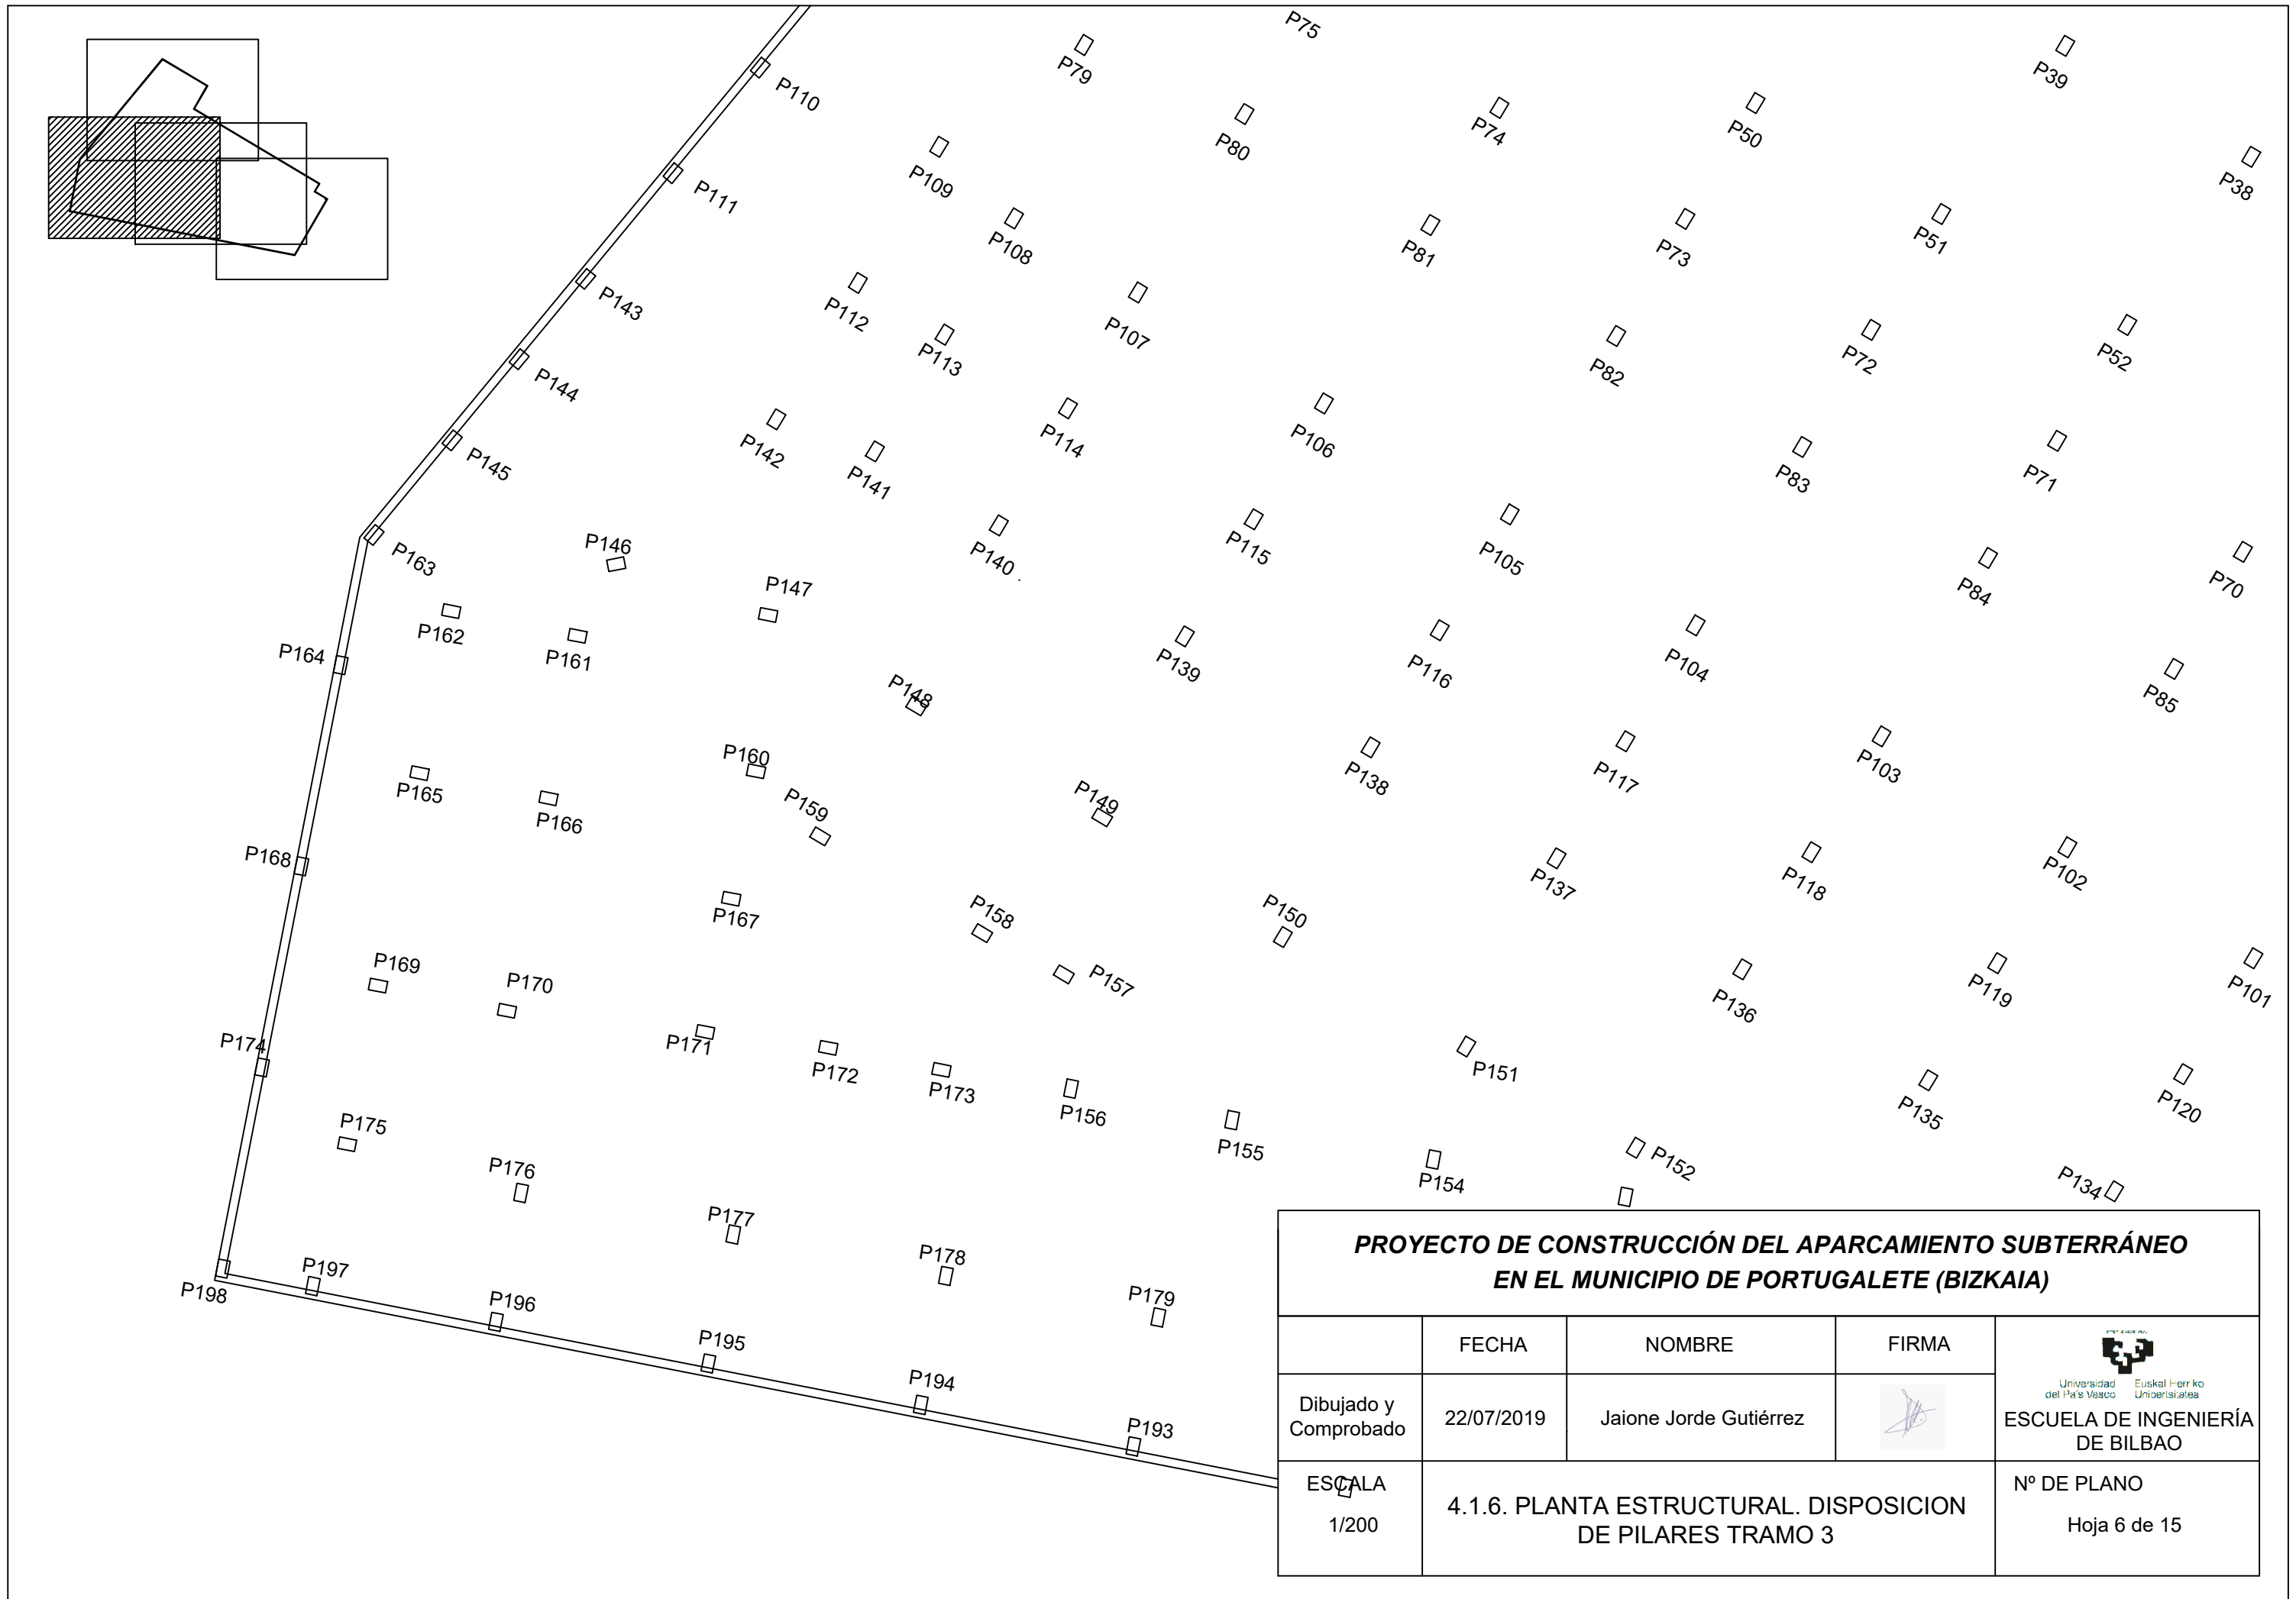 P75
P79
P39
P110
P80
P74
P50
P109
P38
P111
P108
P81
P73
P51
P143
P112
P107
P113
P82
P72
P52
P144
P142
P114
P106
P145
P141
P83
P71
P146
P163
P140 .
P115
P105
P84
P70
P147
P162
P161
P164
P139
P116
P104
P148
P85
P160
P165
P166
P159
P149
P138
P117
P103
P168
P167
P158
P150
P137
P118
P102
P169
P170
P157
P136
P119
P101
P174
P171
P172
P173
P156
P151
P175
P155
P135
P120
P176
P154
P152
P134
P177
P178
P197
P198
P196
P179
P195
P194
P193
PROYECTO DE CONSTRUCCIÓN DEL APARCAMIENTO SUBTERRÁNEO
EN EL MUNICIPIO DE PORTUGALETE (BIZKAIA)
FECHA
NOMBRE
FIRMA
Universidad
del País Vasco
Euskal Herriko
Unibertsitatea
Dibujado y
Comprobado
22/07/2019
Jaione Jorde Gutiérrez
ESCUELA DE INGENIERÍA
DE BILBAO
ESCALA
1/200
4.1.6. PLANTA ESTRUCTURAL. DISPOSICION
DE PILARES TRAMO 3
Nº DE PLANO
Hoja 6 de 15